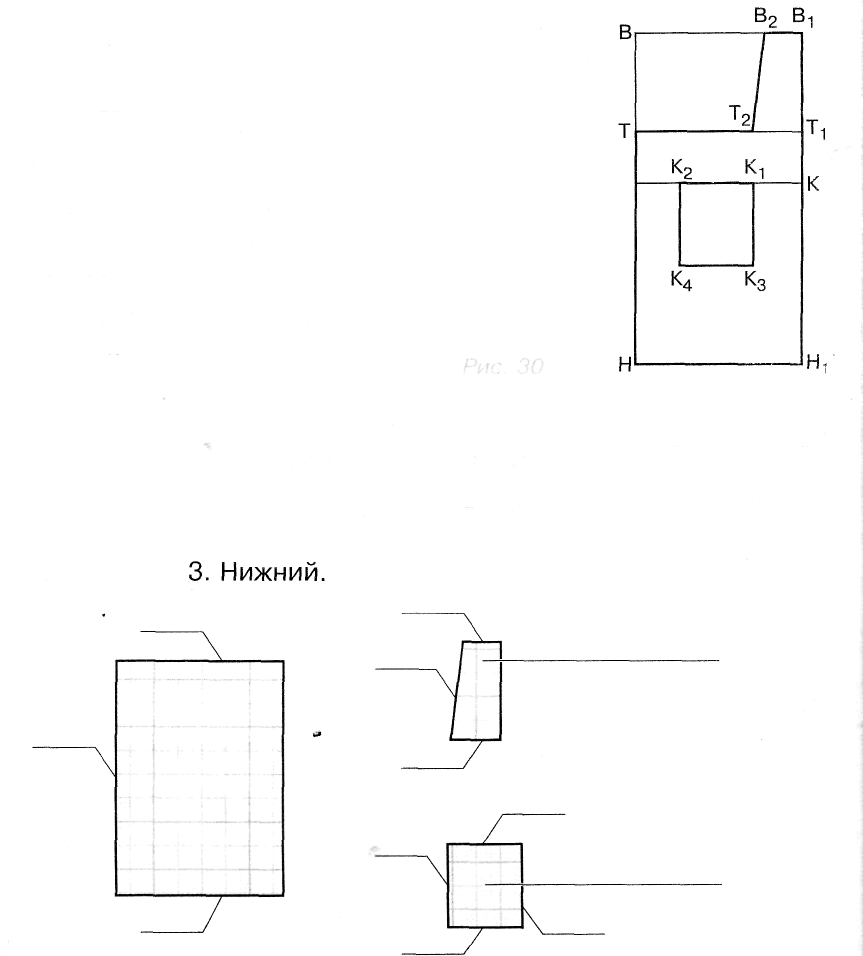 В В₂ В₁
Т Т₂ Т₁
К₂ К₁ К
К₄ К₃
Н Н₁
Рис. 30
3. Нижний.